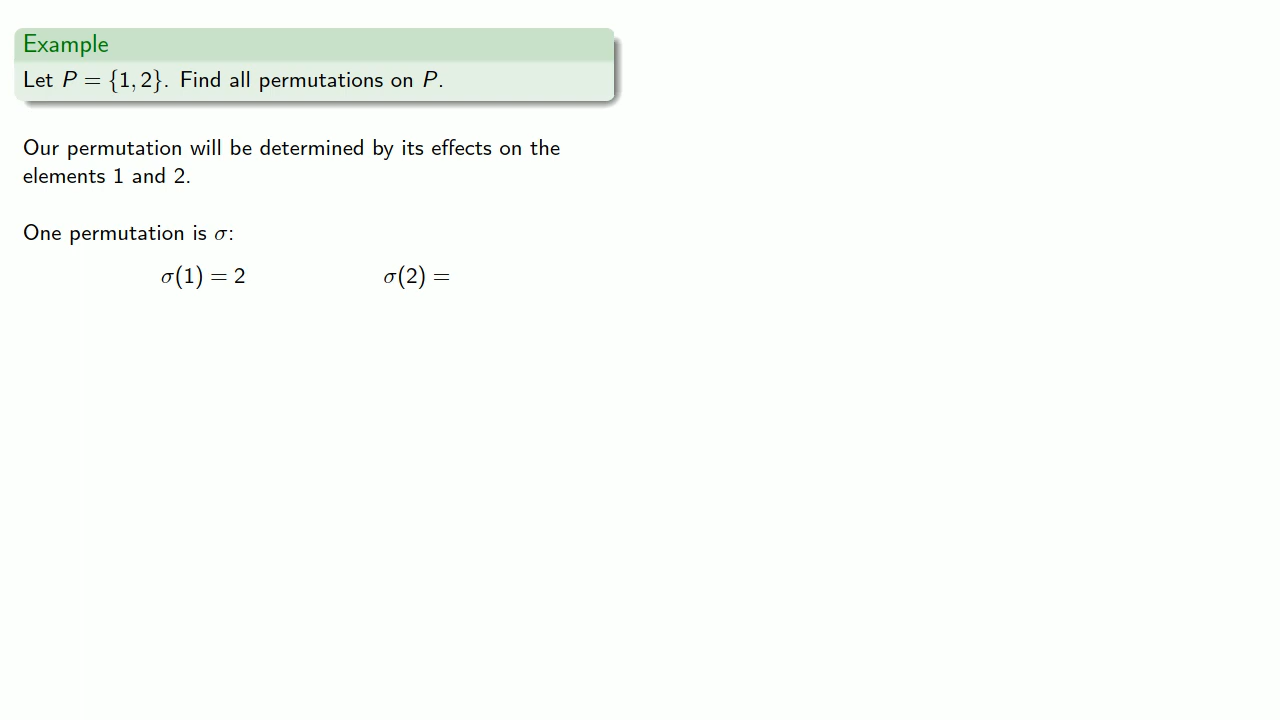 Example
Let P = {1, 2}. Find all permutations on P.
Our permutation will be determined by its effects on the
elements 1 and 2.
One permutation is σ:
σ(1) = 2 σ(2) =